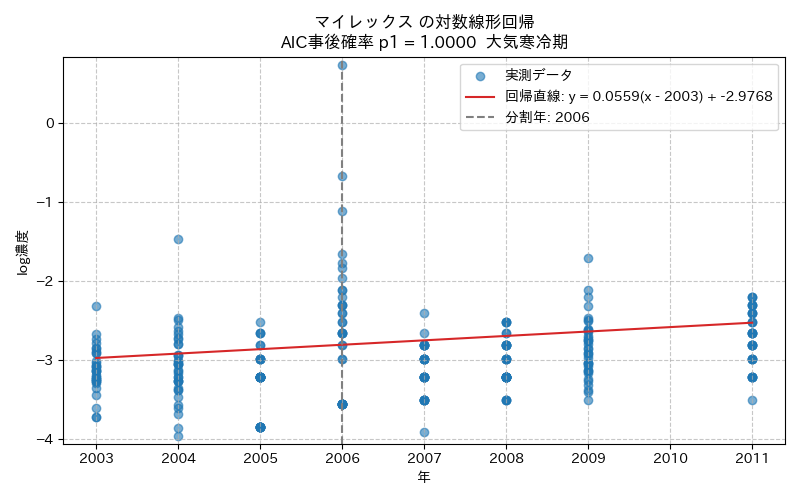 マイレックス の対数線形回帰
AIC事後確率 p1 = 1.0000  大気寒冷期
実測データ
回帰直線: y = 0.0559(x - 2003) + -2.9768
分割年: 2006
log濃度
0
−1
−2
−3
−4
2003 2004 2005 2006 2007 2008 2009 2010 2011
年